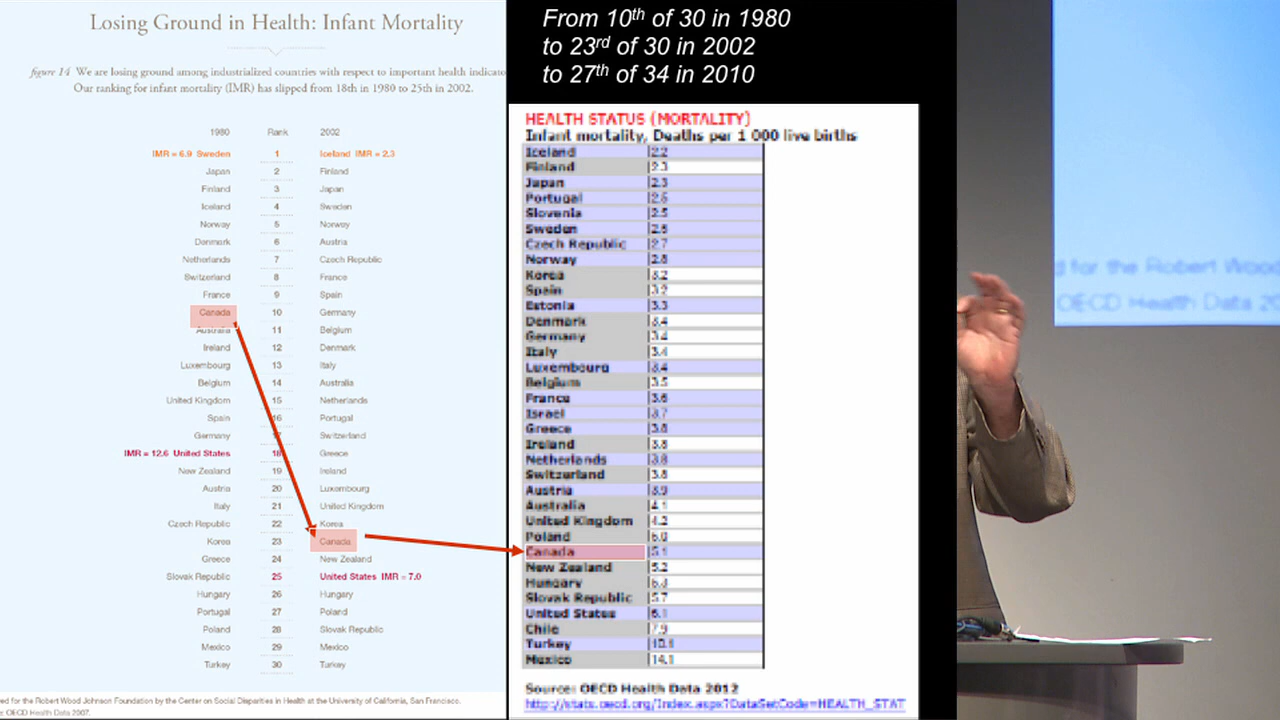 Losing Ground in Health: Infant Mortality
figure 14 We are losing ground among industrialized countries with respect to important health
Our ranking for infant mortality (IMR) has slipped from 18th in 1980 to 25th in 2002.
1980 Rank 2002
IMR = 6.9 Sweden 1 Iceland IMR = 2.3
Japan 2 Finland
Finland 3 Japan
Iceland 4 Sweden
Norway 5 Norway
Denmark 6 Austria
Netherlands 7 Czech Republic
Switzerland 8 France
France 9 Spain
Canada 10 Germany
Australia 11 Belgium
Ireland 12 Denmark
Luxembourg 13 Italy
Belgium 14 Australia
United Kingdom 15 Netherlands
Spain 16 Portugal
Germany 17 Switzerland
IMR = 12.6 United States 18 Greece
New Zealand 19 Ireland
Austria 20 Luxembourg
Italy 21 United Kingdom
Czech Republic 22 Korea
Korea 23 Canada
Greece 24 New Zealand
Slovak Republic 25 United States IMR = 7.0
Hungary 26 Hungary
Portugal 27 Poland
Poland 28 Slovak Republic
Mexico 29 Mexico
Turkey 30 Turkey
for the Robert Wood Johnson Foundation by the Center on Social Disparities in Health at the University of California, San Francisco.
OECD Health Data 2007.
From 10th of 30 in 1980
to 23rd of 30 in 2002
to 27th of 34 in 2010
HEALTH STATUS (MORTALITY)
Infant mortality, Deaths per 1 000 live births
Iceland 2.2
Finland 2.3
Japan 2.3
Portugal 2.5
Slovenia 2.5
Sweden 2.5
Czech Republic 2.7
Norway 2.8
Korea 3.2
Spain 3.2
Estonia 3.3
Denmark 3.4
Germany 3.4
Italy 3.4
Luxembourg 3.4
Belgium 3.5
France 3.6
Israel 3.7
Greece 3.8
Ireland 3.8
Netherlands 3.8
Switzerland 3.8
Austria 3.9
Australia 4.1
United Kingdom 4.2
Poland
Canada 5.1
New Zealand 5.2
Hungary
Slovak Republic 5.7
United States 6.1
Chile 7.9
Turkey 10.1
Mexico 14.1
Source: OECD Health Data 2012
http://stats.oecd.org/Index.aspx?DataSetCode=HEALTH_STAT
for the Robert Wood
OECD Health Data